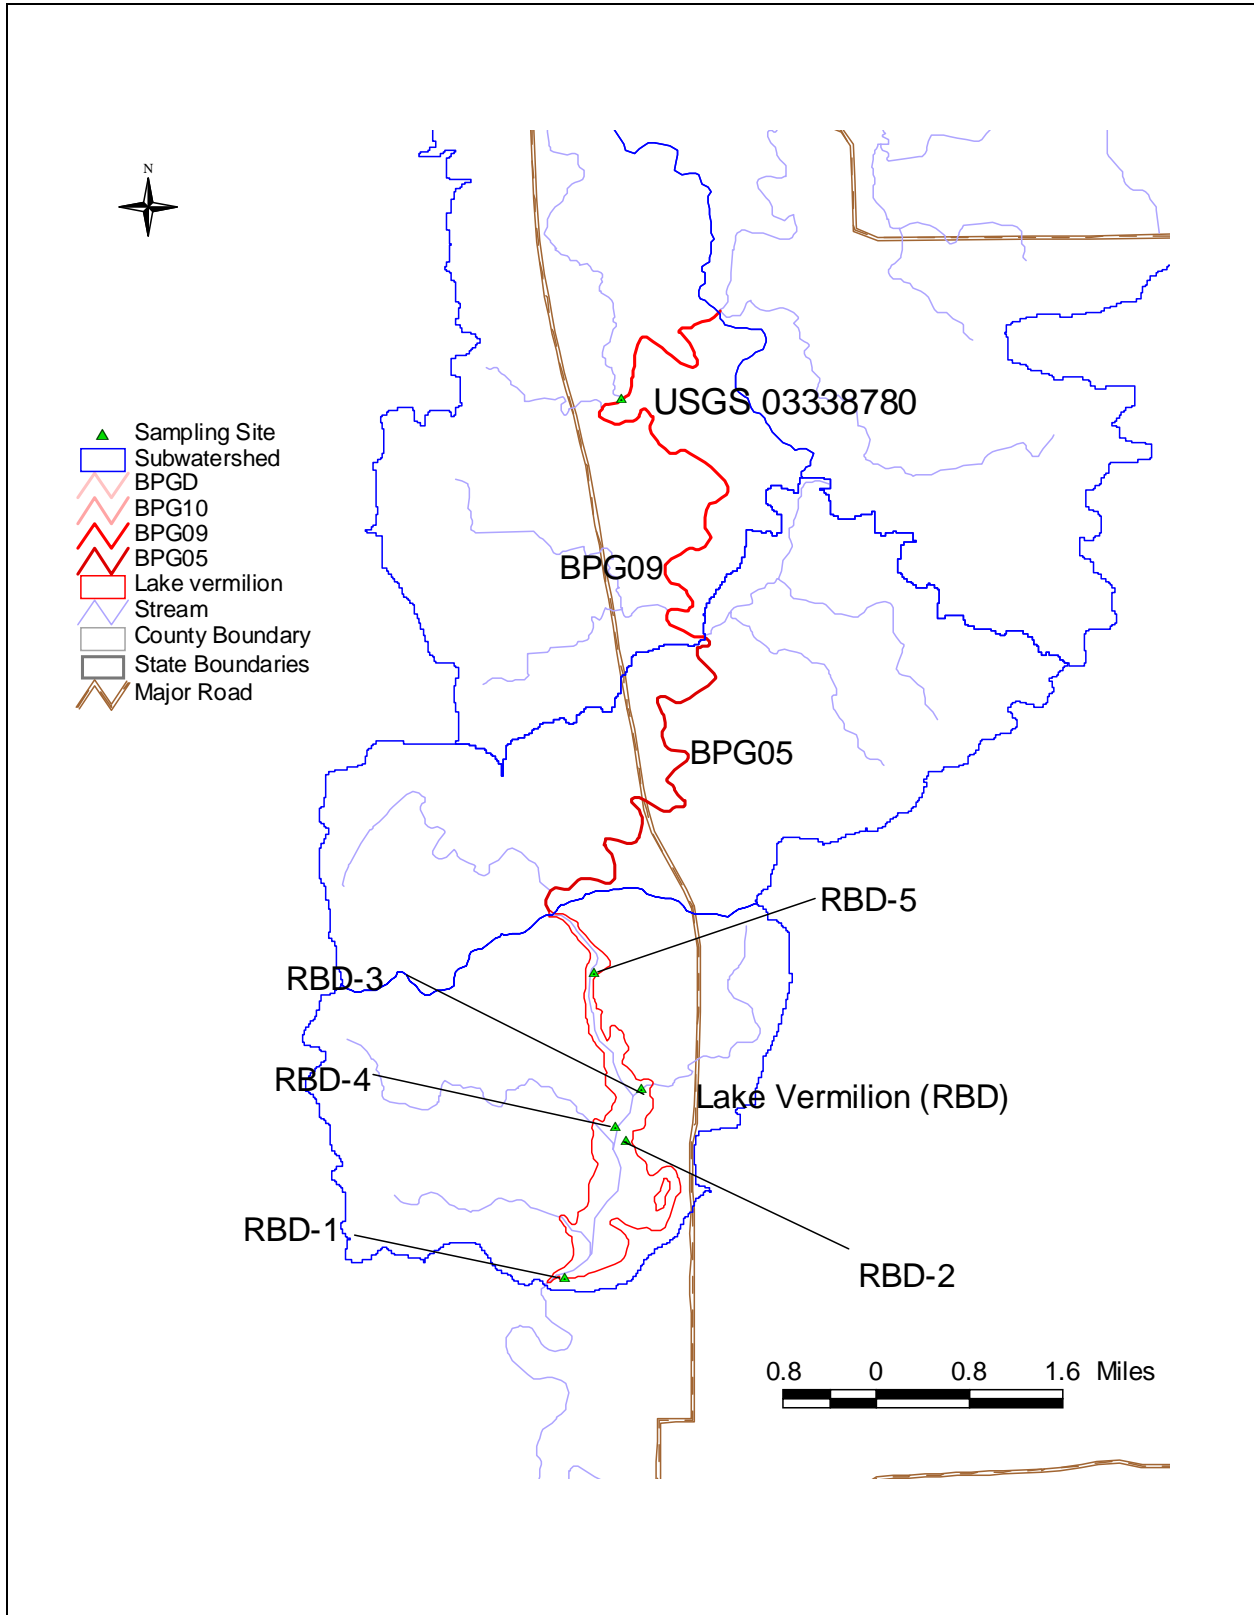 N
USGS 03338780
Sampling Site
Subwatershed
BPGD
BPG10
BPG09
BPG05
Lake vermilion
Stream
County Boundary
State Boundaries
Major Road
BPG09
BPG05
RBD-5
RBD-3
RBD-4
Lake Vermilion (RBD)
RBD-1
RBD-2
0.8 0 0.8 1.6 Miles